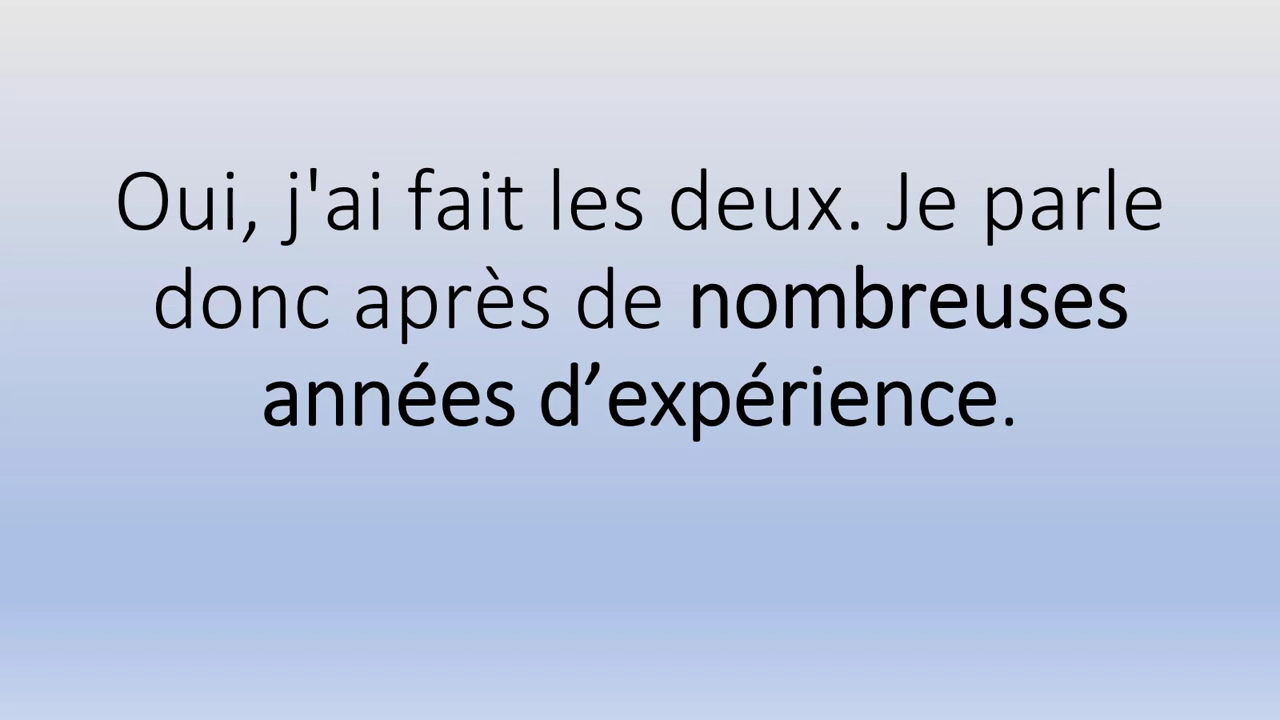 Oui, j'ai fait les deux. Je parle
donc après de nombreuses
années d’expérience.